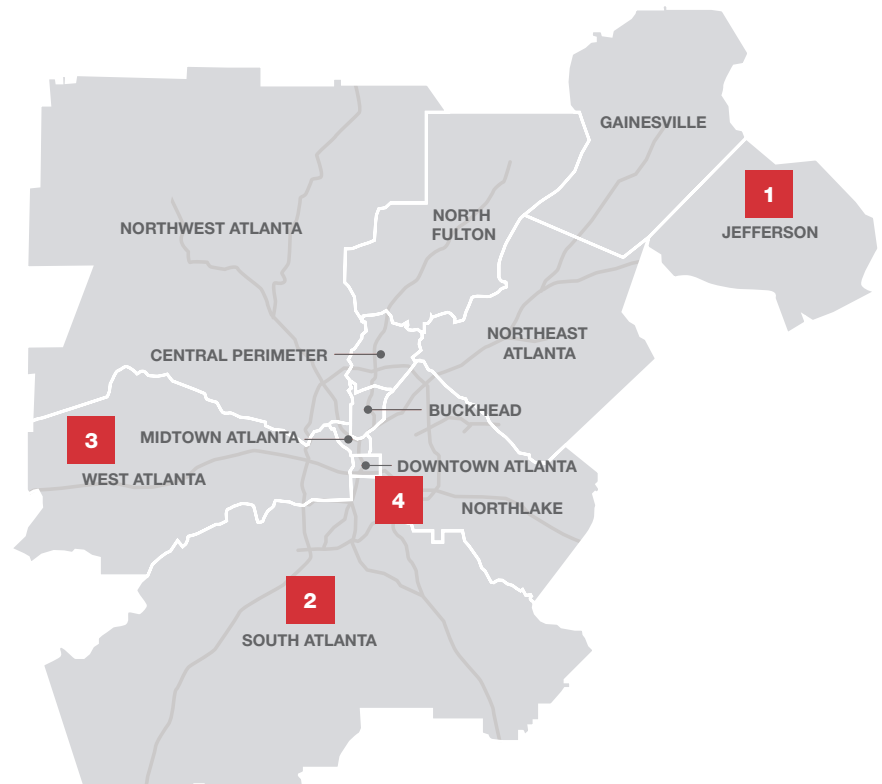 GAINESVILLE
1
JEFFERSON
NORTH
FULTON
NORTHWEST ATLANTA
NORTHEAST
ATLANTA
CENTRAL PERIMETER
BUCKHEAD
3
MIDTOWN ATLANTA
DOWNTOWN ATLANTA
WEST ATLANTA
4
NORTHLAKE
2
SOUTH ATLANTA